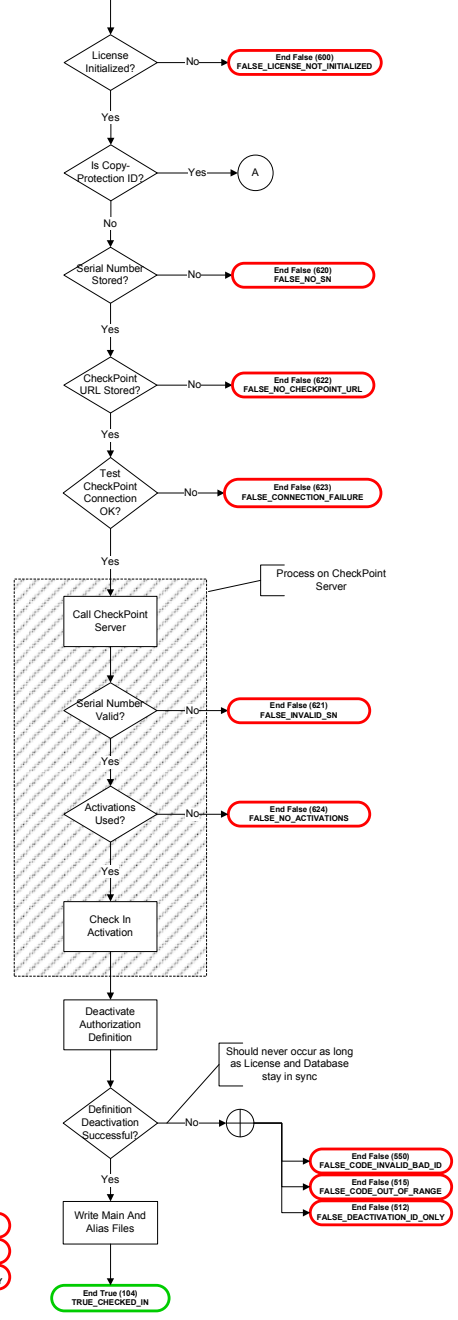 License
Initialized?
No
End False (600)
FALSE_LICENSE_NOT_INITIALIZED
Yes
Is Copy-
Protection ID?
Yes
A
No
Serial Number
Stored?
No
End False (620)
FALSE_NO_SN
Yes
CheckPoint
URL Stored?
No
End False (622)
FALSE_NO_CHECKPOINT_URL
Yes
Test
CheckPoint
Connection
OK?
No
End False (623)
FALSE_CONNECTION_FAILURE
Yes
Process on CheckPoint
Server
Call CheckPoint
Server
Serial Number
Valid?
No
End False (621)
FALSE_INVALID_SN
Yes
Activations
Used?
No
End False (624)
FALSE_NO_ACTIVATIONS
Yes
Check In
Activation
Deactivate
Authorization
Definition
Should never occur as long
as License and Database
stay in sync
Definition
Deactivation
Successful?
No
End False (550)
FALSE_CODE_INVALID_BAD_ID
End False (515)
FALSE_CODE_OUT_OF_RANGE
End False (512)
FALSE_DEACTIVATION_ID_ONLY
Yes
Write Main And
Alias Files
End True (104)
TRUE_CHECKED_IN